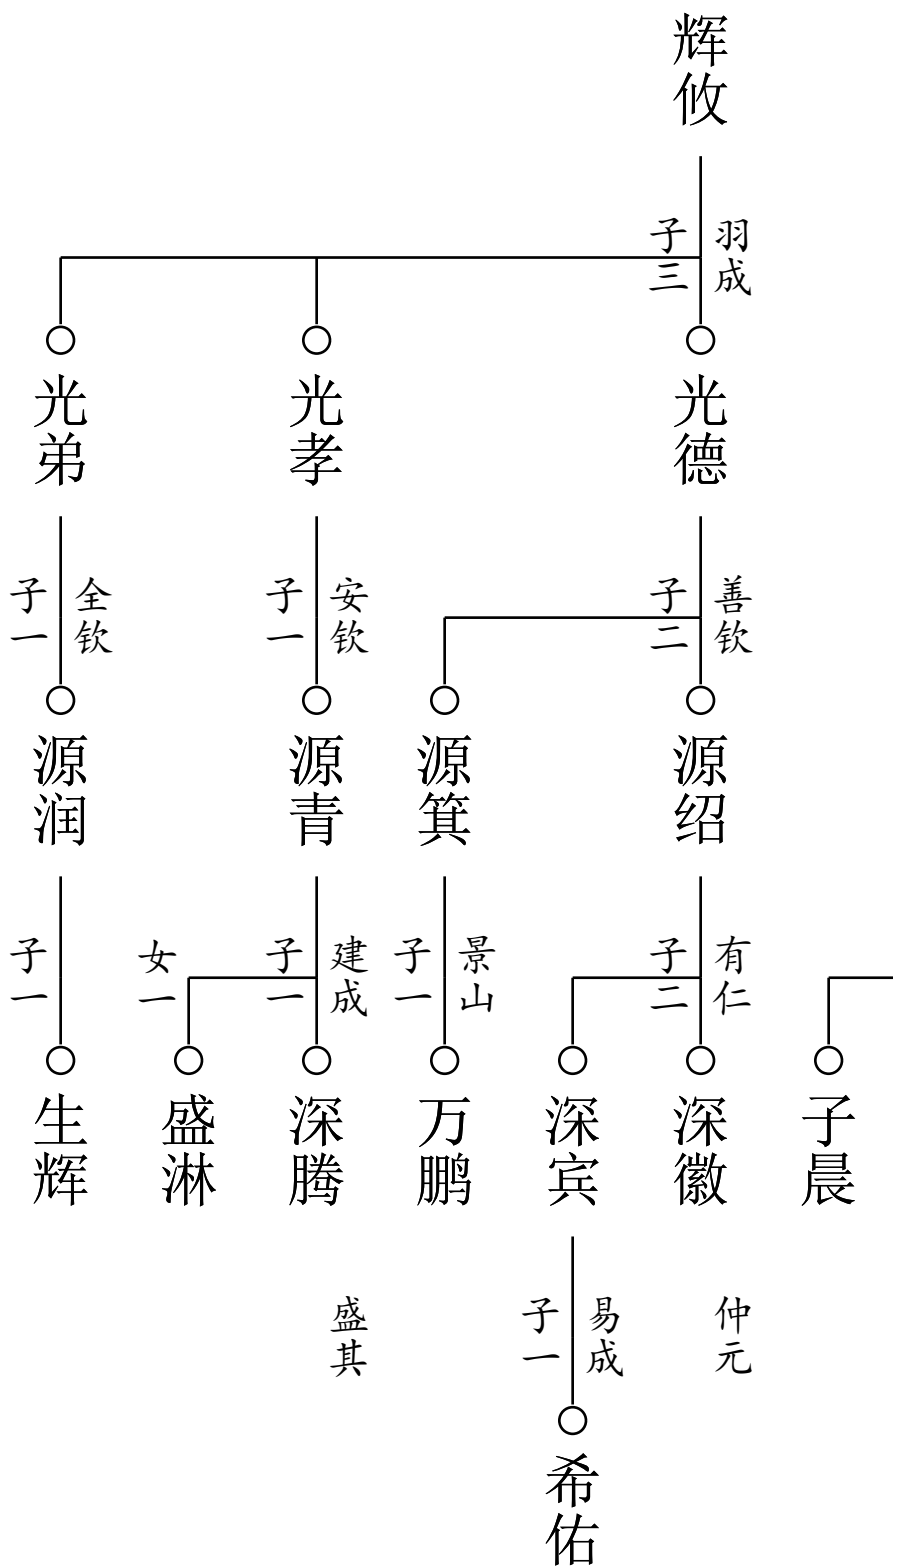 辉攸
子三
羽成
光弟
光孝
光德
子一
全钦
子一
安钦
子二
善钦
源润
源青
源箕
源绍
子一
女一
子一
建成
子一
景山
子二
有仁
生辉
盛淋
深腾
万鹏
深宾
深徽
子晨
盛其
子一
易成
仲元
希佑